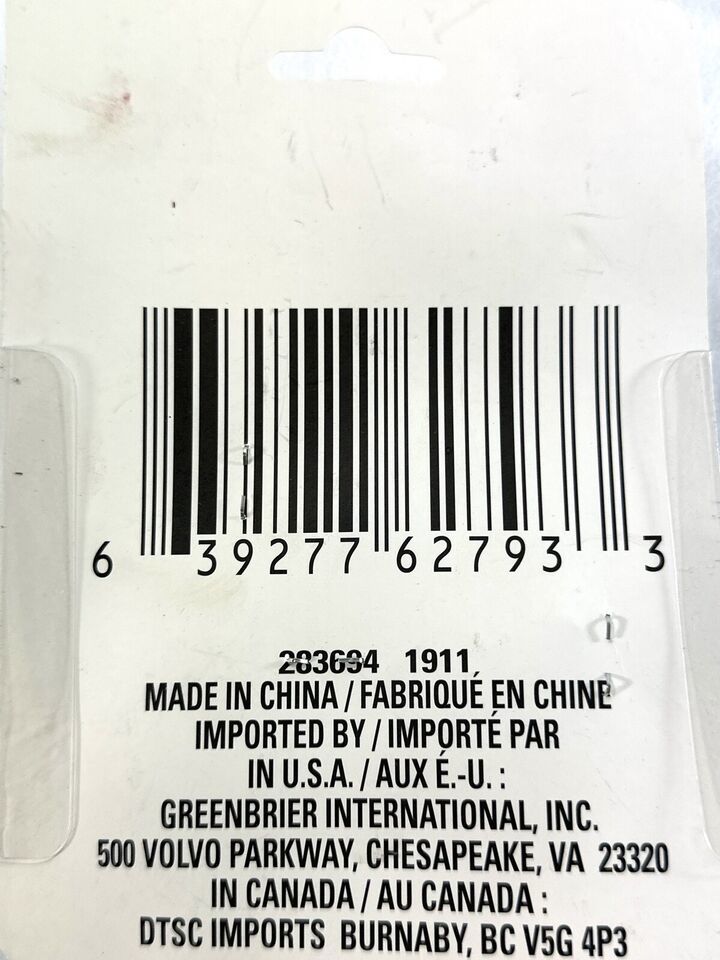 6 39277 62793 3
283694 1911
MADE IN CHINA / FABRIQUÉ EN CHINE
IMPORTED BY / IMPORTÉ PAR
IN U.S.A. / AUX É.-U. :
GREENBRIER INTERNATIONAL, INC.
500 VOLVO PARKWAY, CHESAPEAKE, VA 23320
IN CANADA / AU CANADA :
DTSC IMPORTS BURNABY, BC V5G 4P3